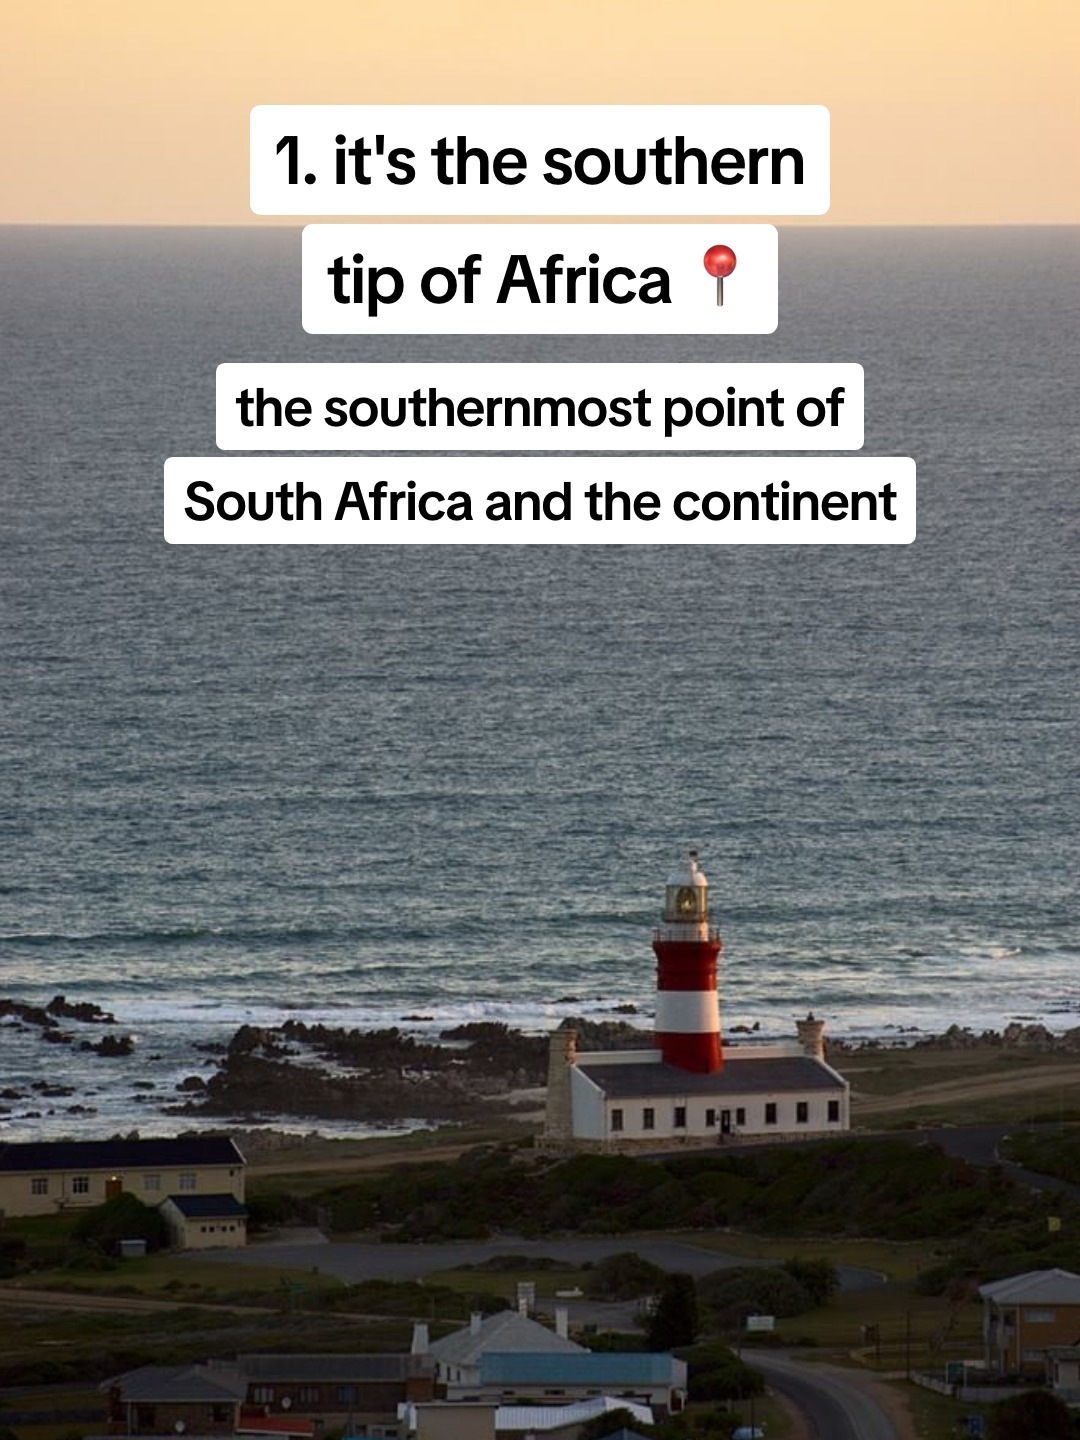 1. it's the southern
tip of Africa 📍
the southernmost point of
South Africa and the continent